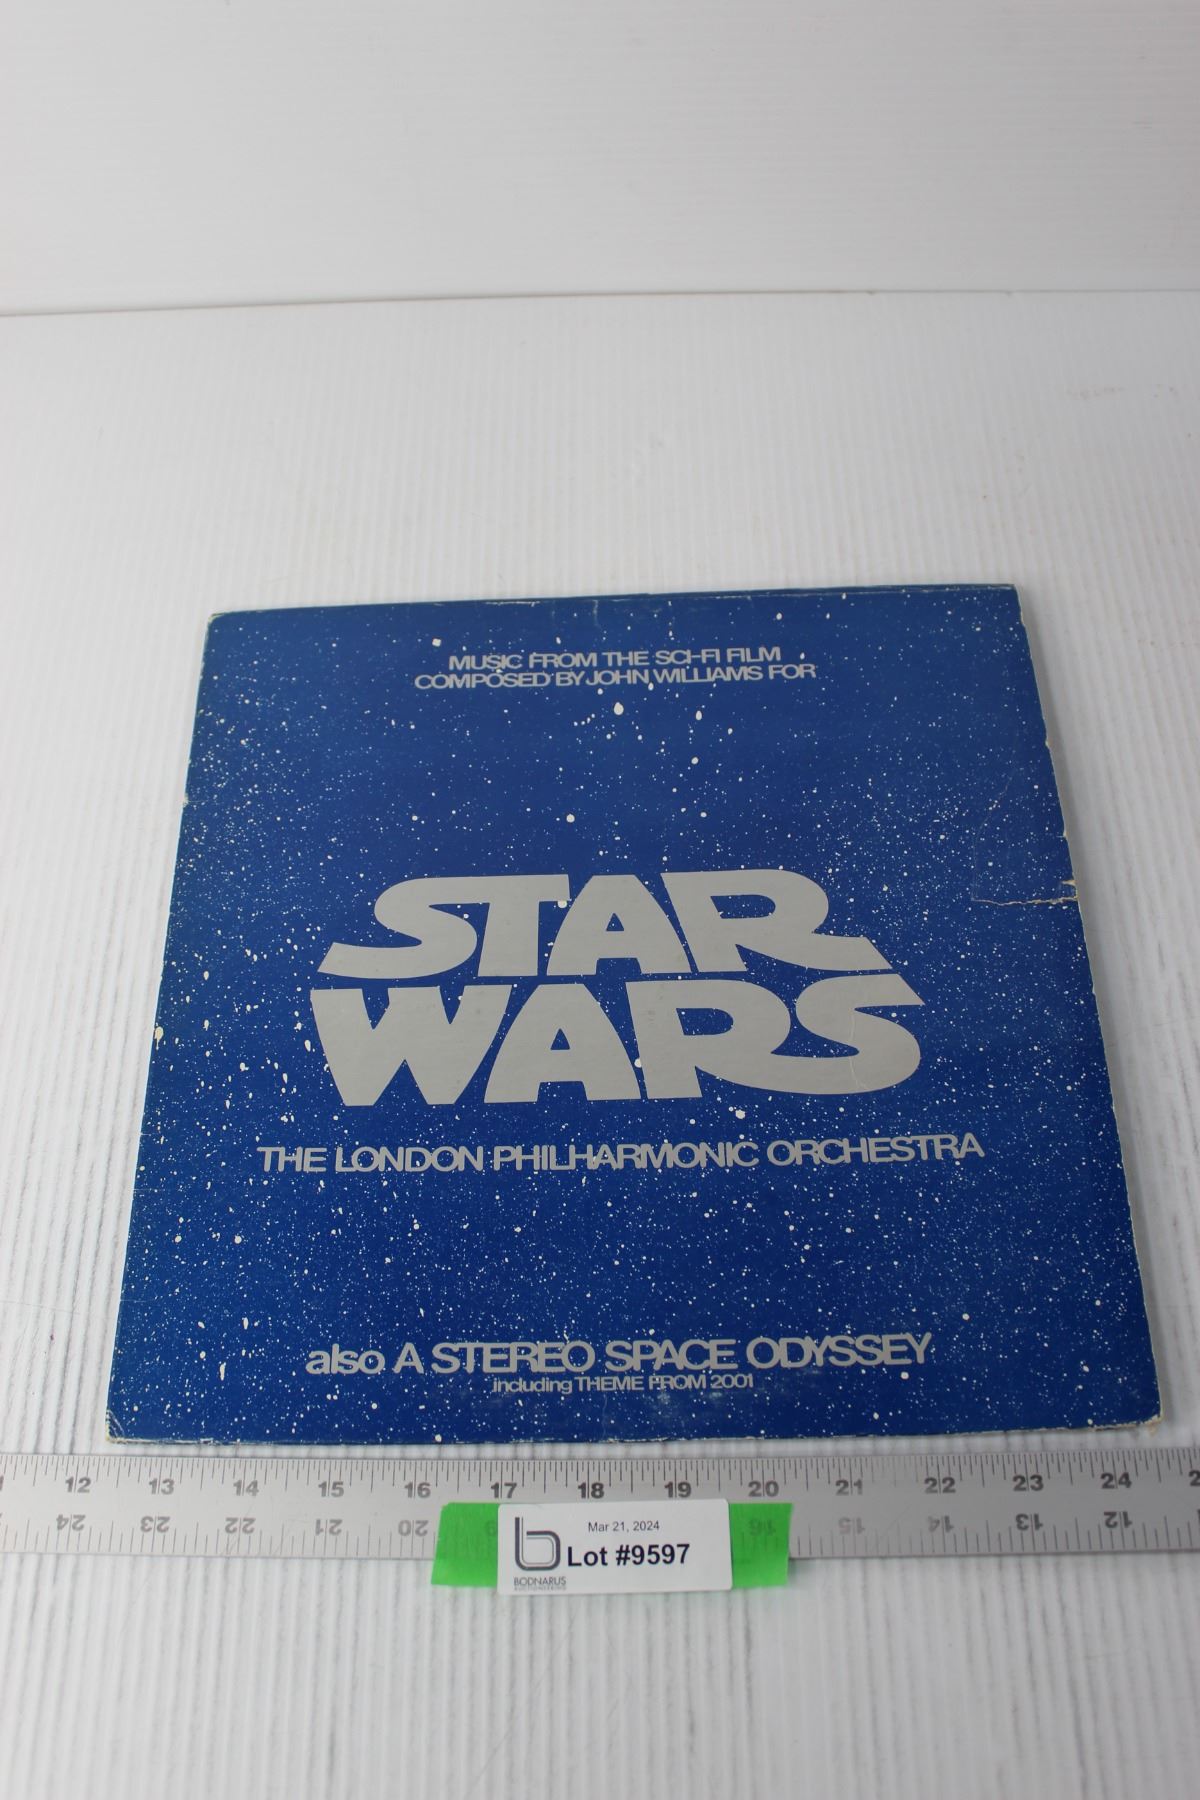 MUSIC FROM THE SCI-FI FILM
COMPOSED BY JOHN WILLIAMS FOR
STAR
WARS
THE LONDON PHILHARMONIC ORCHESTRA
also A STEREO SPACE ODYSSEY
including THEME FROM 2001
12 13 14 15 16 17 18 19 20 21 22 23 24
24 23 22 21 20 16 15 14 13 12
Mar 21, 2024
Lot #9597
BODNARUS
AUCTIONEERING